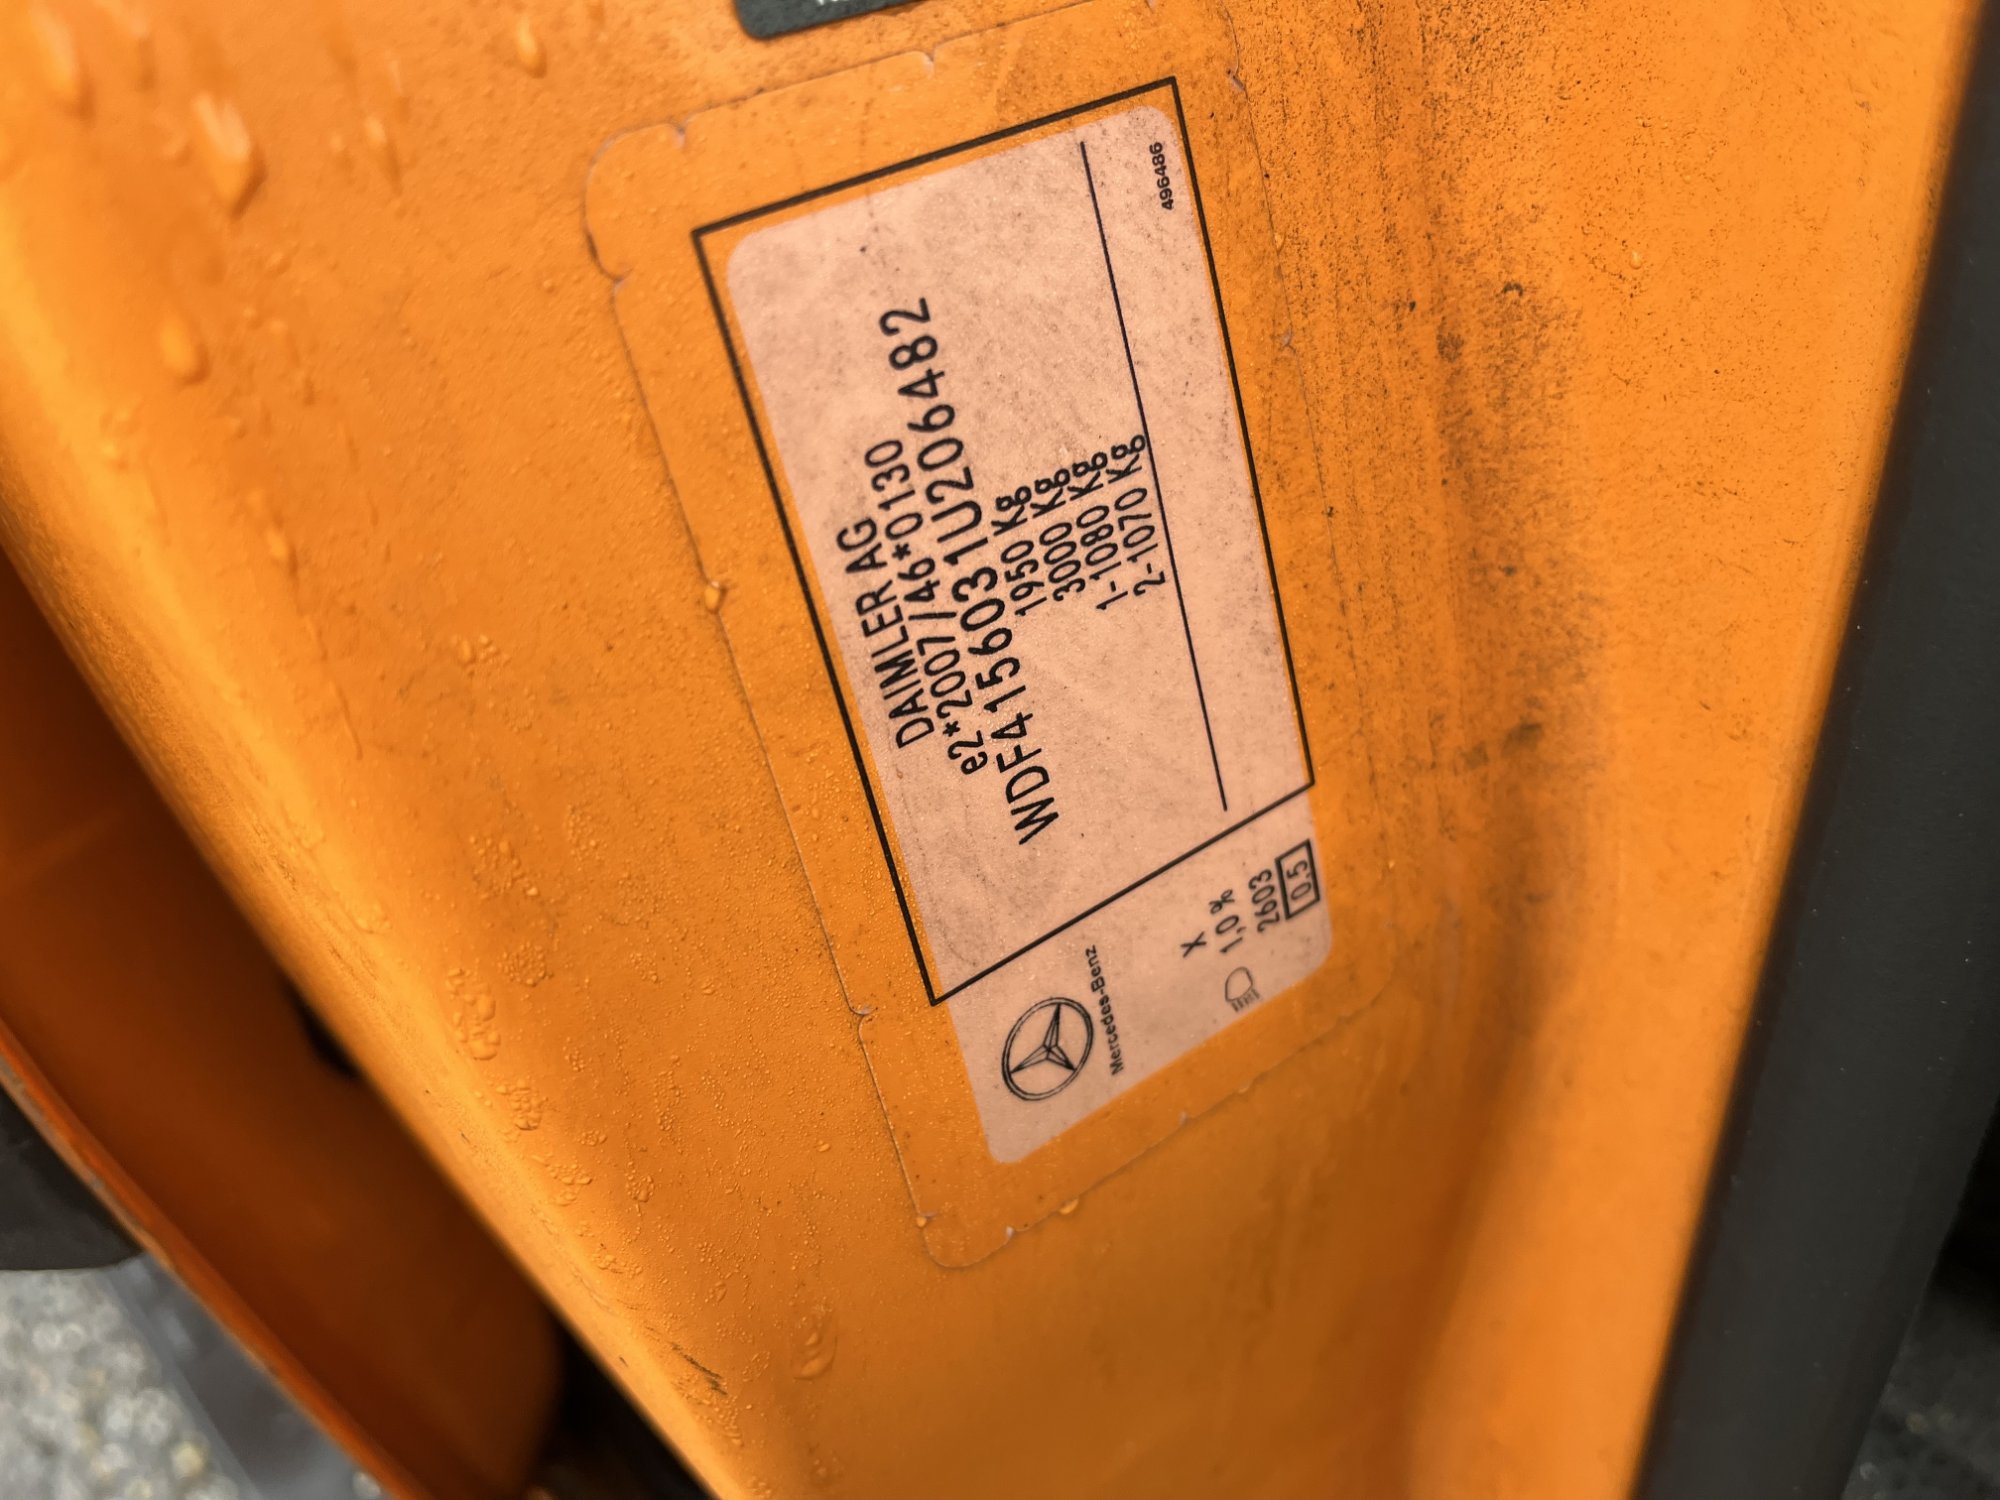 DAIMLER AG
e2*2007/46*0130
WDF4156031U206482
1950 kg
3000 kg
1-1080 kg
2-1070 kg
496486
Mercedes-Benz
X
1,0 %
2603
0.5